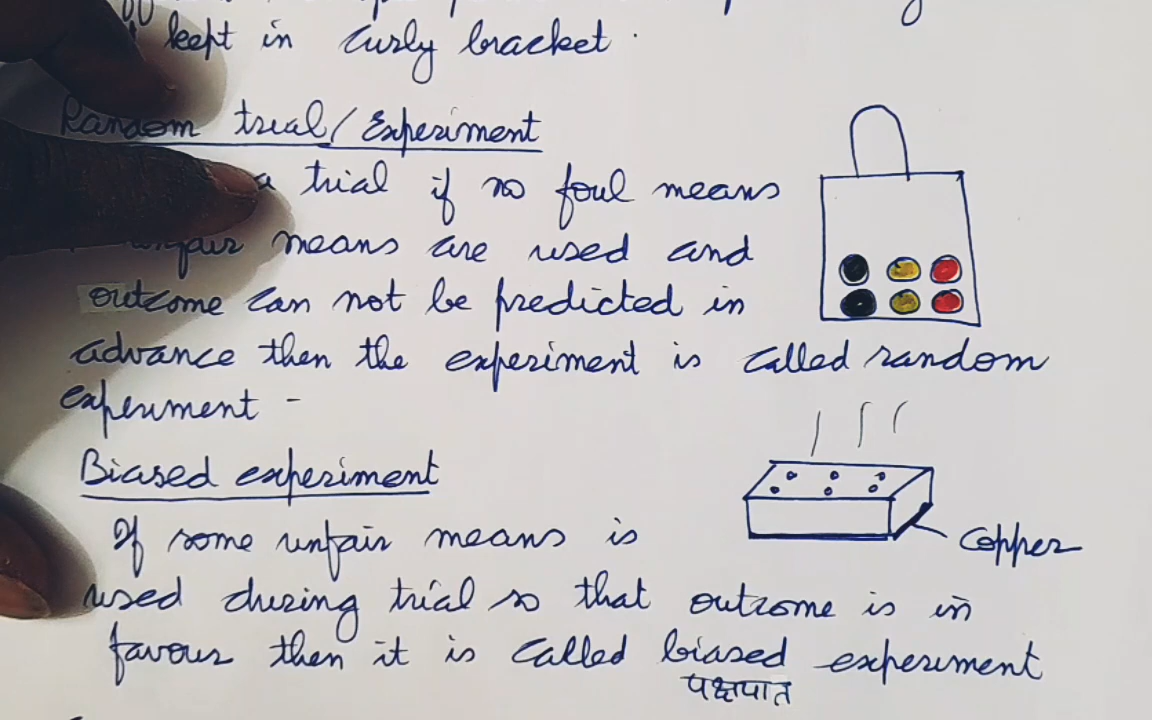 kept in curly bracket.
Random trial / Experiment
a trial if no foul means
unfair means are used and
outcome can not be predicted in
advance then the experiment is called random
experiment -
Biased experiment
If some unfair means is
Copper
used during trial so that outcome is in
favour then it is called biased experiment
पक्षपात